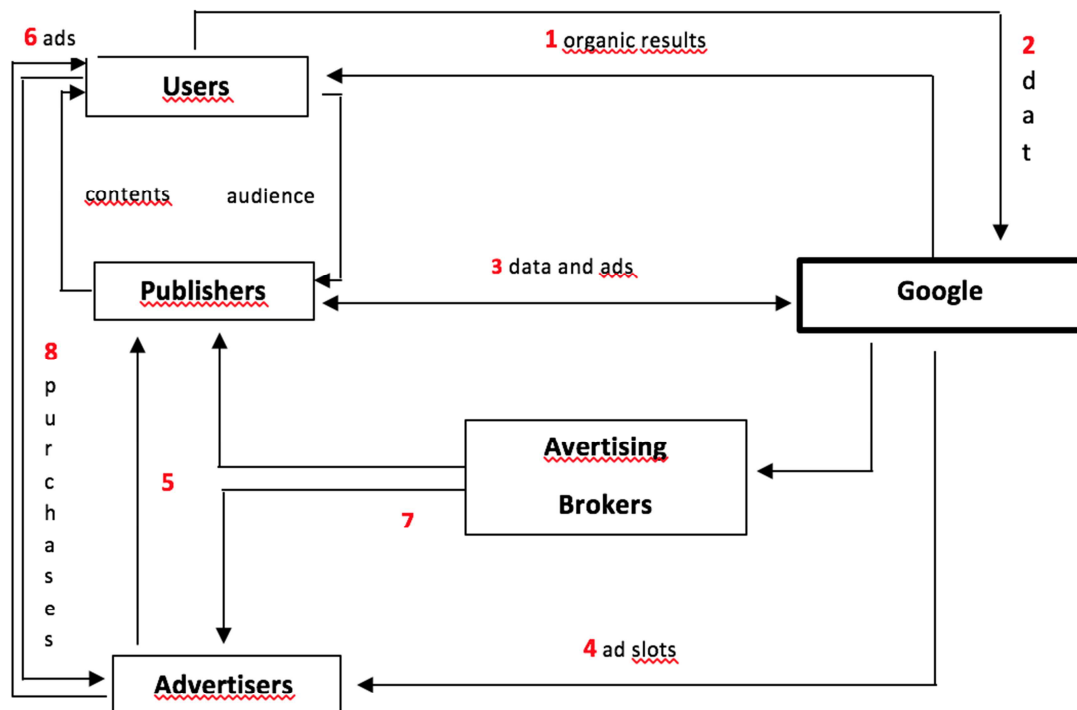 6 ads
1 organic results
2
d
a
t
Users
contents
audience
Publishers
3 data and ads
Google
8
p
u
r
c
h
a
s
e
s
5
Avertising
Brokers
7
4 ad slots
Advertisers